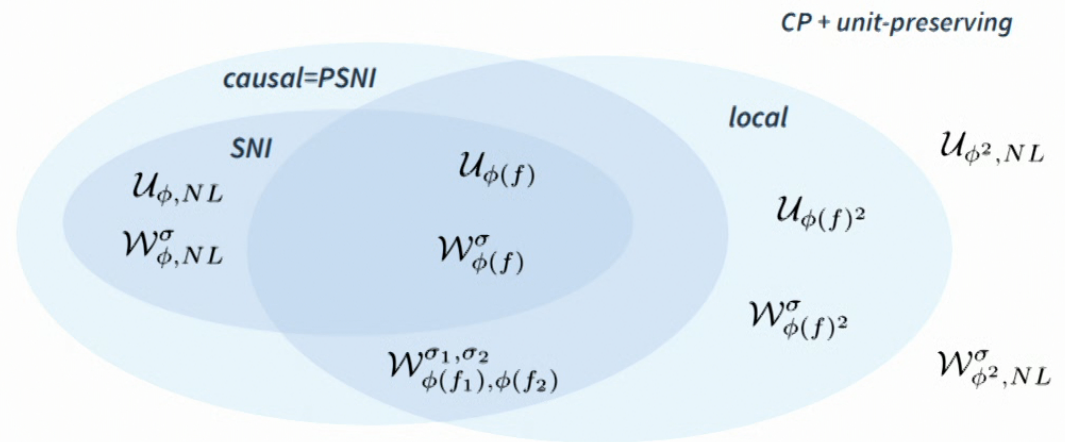 CP + unit-preserving
causal=PSNI
local
SNI
𝒰_{ϕ,NL}
𝒰_{ϕ(f)}
𝒰_{ϕ²,NL}
𝒰_{ϕ(f)²}
𝒲^σ_{ϕ,NL}
𝒲^σ_{ϕ(f)}
𝒲^σ_{ϕ(f)²}
𝒲^{σ₁,σ₂}_{ϕ(f₁),ϕ(f₂)}
𝒲^σ_{ϕ²,NL}